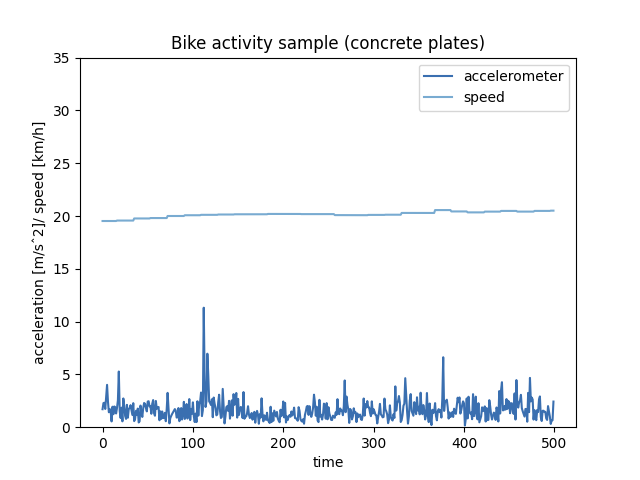 Bike activity sample (concrete plates)
accelerometer
speed
acceleration [m/sˆ2]/ speed [km/h]
35
30
25
20
15
10
5
0
0 100 200 300 400 500
time